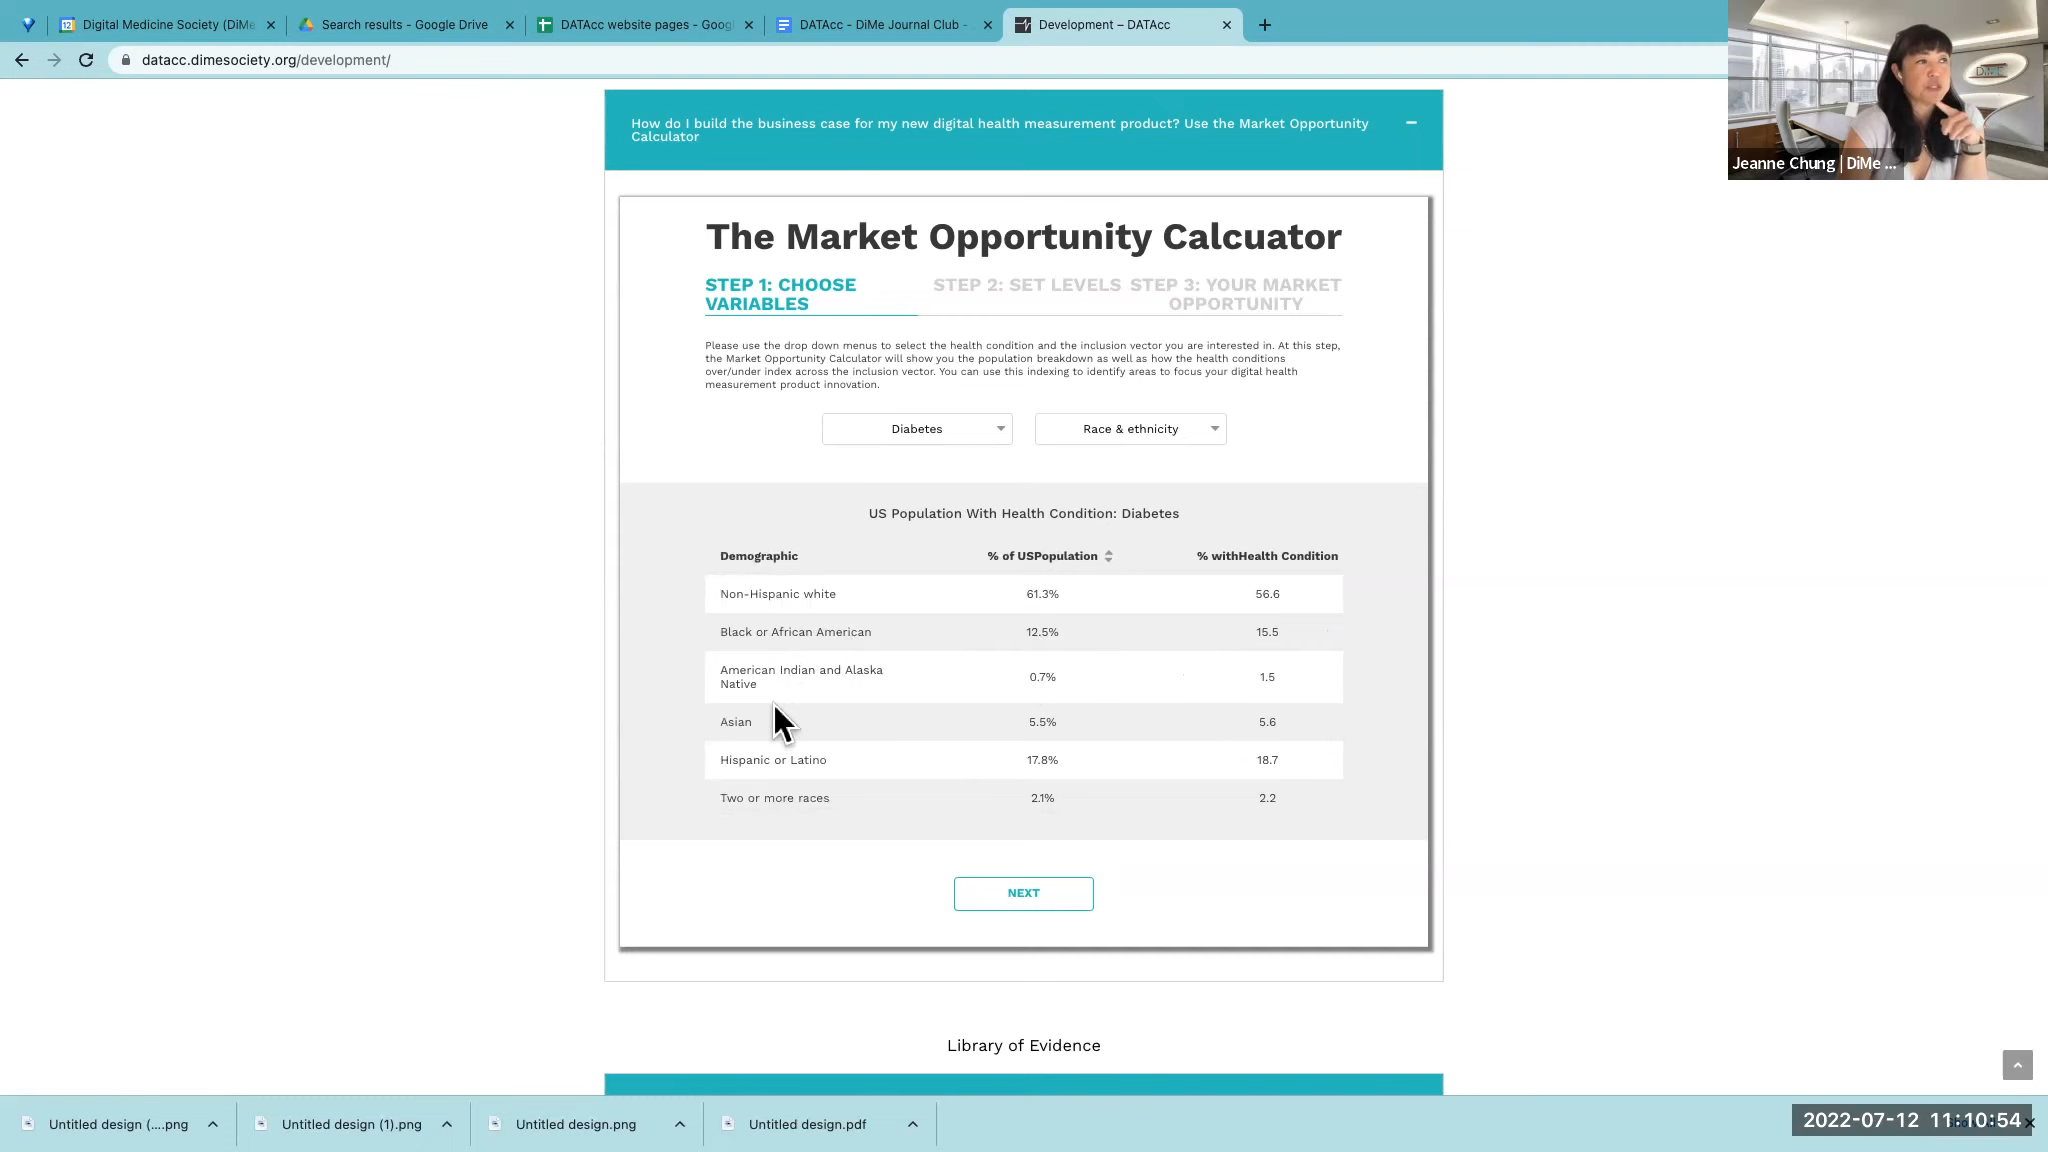 Digital Medicine Society (DiMe
Search results - Google Drive
DATAcc website pages - Goog
DATAcc - DiMe Journal Club -
Development – DATAcc
datacc.dimesociety.org/development/
DiMe
Jeanne Chung | DiMe ...
How do I build the business case for my new digital health measurement product? Use the Market Opportunity
Calculator
The Market Opportunity Calcuator
STEP 1: CHOOSE
VARIABLES
STEP 2: SET LEVELS
STEP 3: YOUR MARKET
OPPORTUNITY
Please use the drop down menus to select the health condition and the inclusion vector you are interested in. At this step,
the Market Opportunity Calculator will show you the population breakdown as well as how the health conditions
over/under index across the inclusion vector. You can use this indexing to identify areas to focus your digital health
measurement product innovation.
Diabetes
Race & ethnicity
US Population With Health Condition: Diabetes
Demographic % of USPopulation % withHealth Condition
Non-Hispanic white 61.3% 56.6
Black or African American 12.5% 15.5
American Indian and Alaska
Native 0.7% 1.5
Asian 5.5% 5.6
Hispanic or Latino 17.8% 18.7
Two or more races 2.1% 2.2
NEXT
Library of Evidence
Untitled design (....png
Untitled design (1).png
Untitled design.png
Untitled design.pdf
2022-07-12 11:10:54